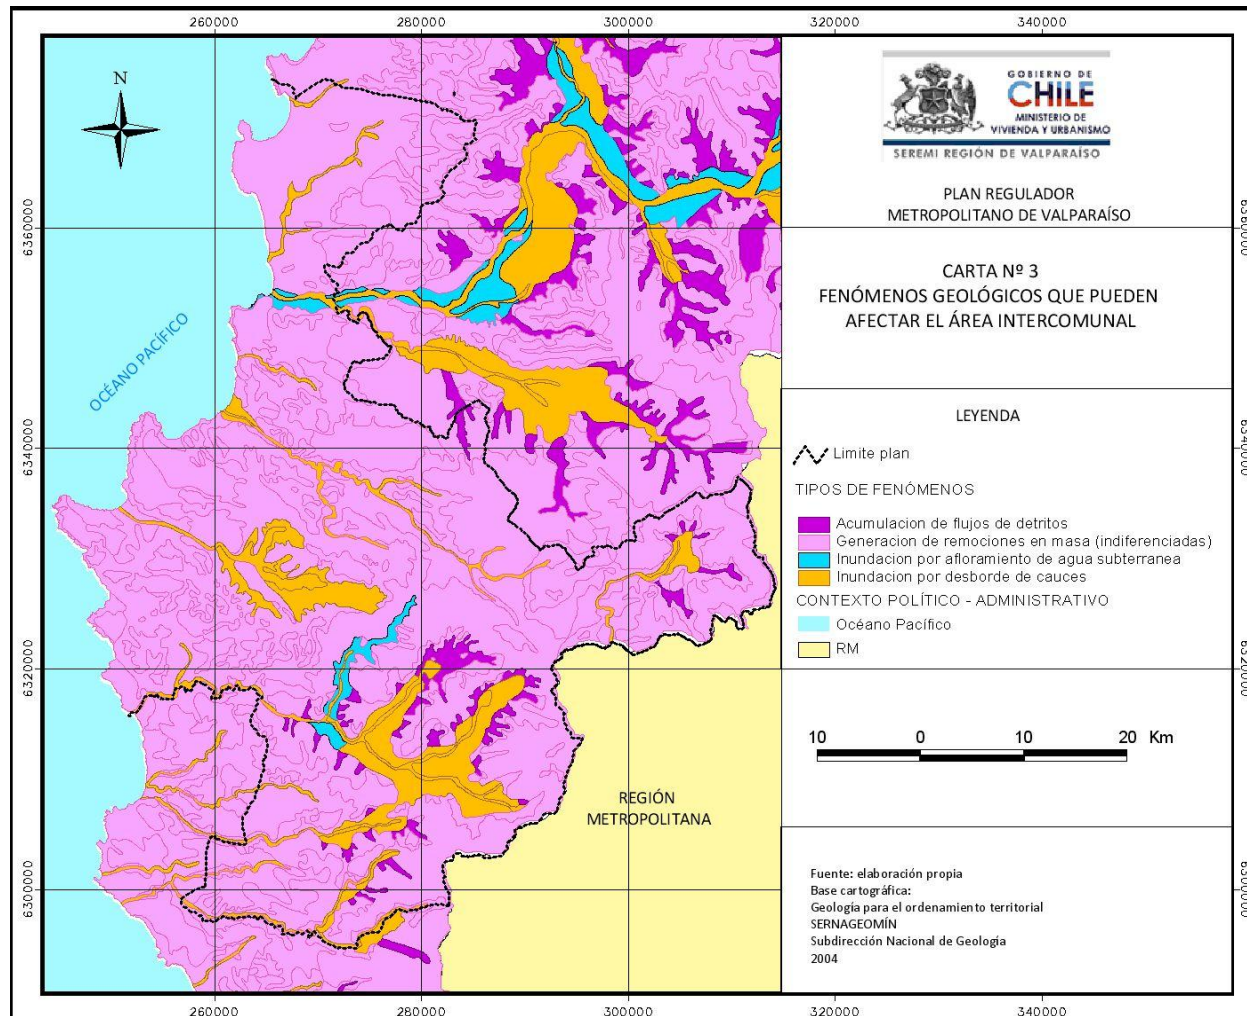 260000 280000 300000 320000 340000
N
OCÉANO PACÍFICO
6360000
6340000
6320000
6300000
REGIÓN
METROPOLITANA
260000 280000 300000 320000 340000
6360000
6340000
6320000
6300000
GOBIERNO DE
CHILE
MINISTERIO DE
VIVIENDA Y URBANISMO
SEREMI REGIÓN DE VALPARAÍSO
PLAN REGULADOR
METROPOLITANO DE VALPARAÍSO
CARTA Nº 3
FENÓMENOS GEOLÓGICOS QUE PUEDEN
AFECTAR EL ÁREA INTERCOMUNAL
LEYENDA
Limite plan
TIPOS DE FENÓMENOS
Acumulacion de flujos de detritos
Generacion de remociones en masa (indiferenciadas)
Inundacion por afloramiento de agua subterranea
Inundacion por desborde de cauces
CONTEXTO POLÍTICO - ADMINISTRATIVO
Océano Pacífico
RM
10 0 10 20 Km
Fuente: elaboración propia
Base cartográfica:
Geología para el ordenamiento territorial
SERNAGEOMÍN
Subdirección Nacional de Geología
2004